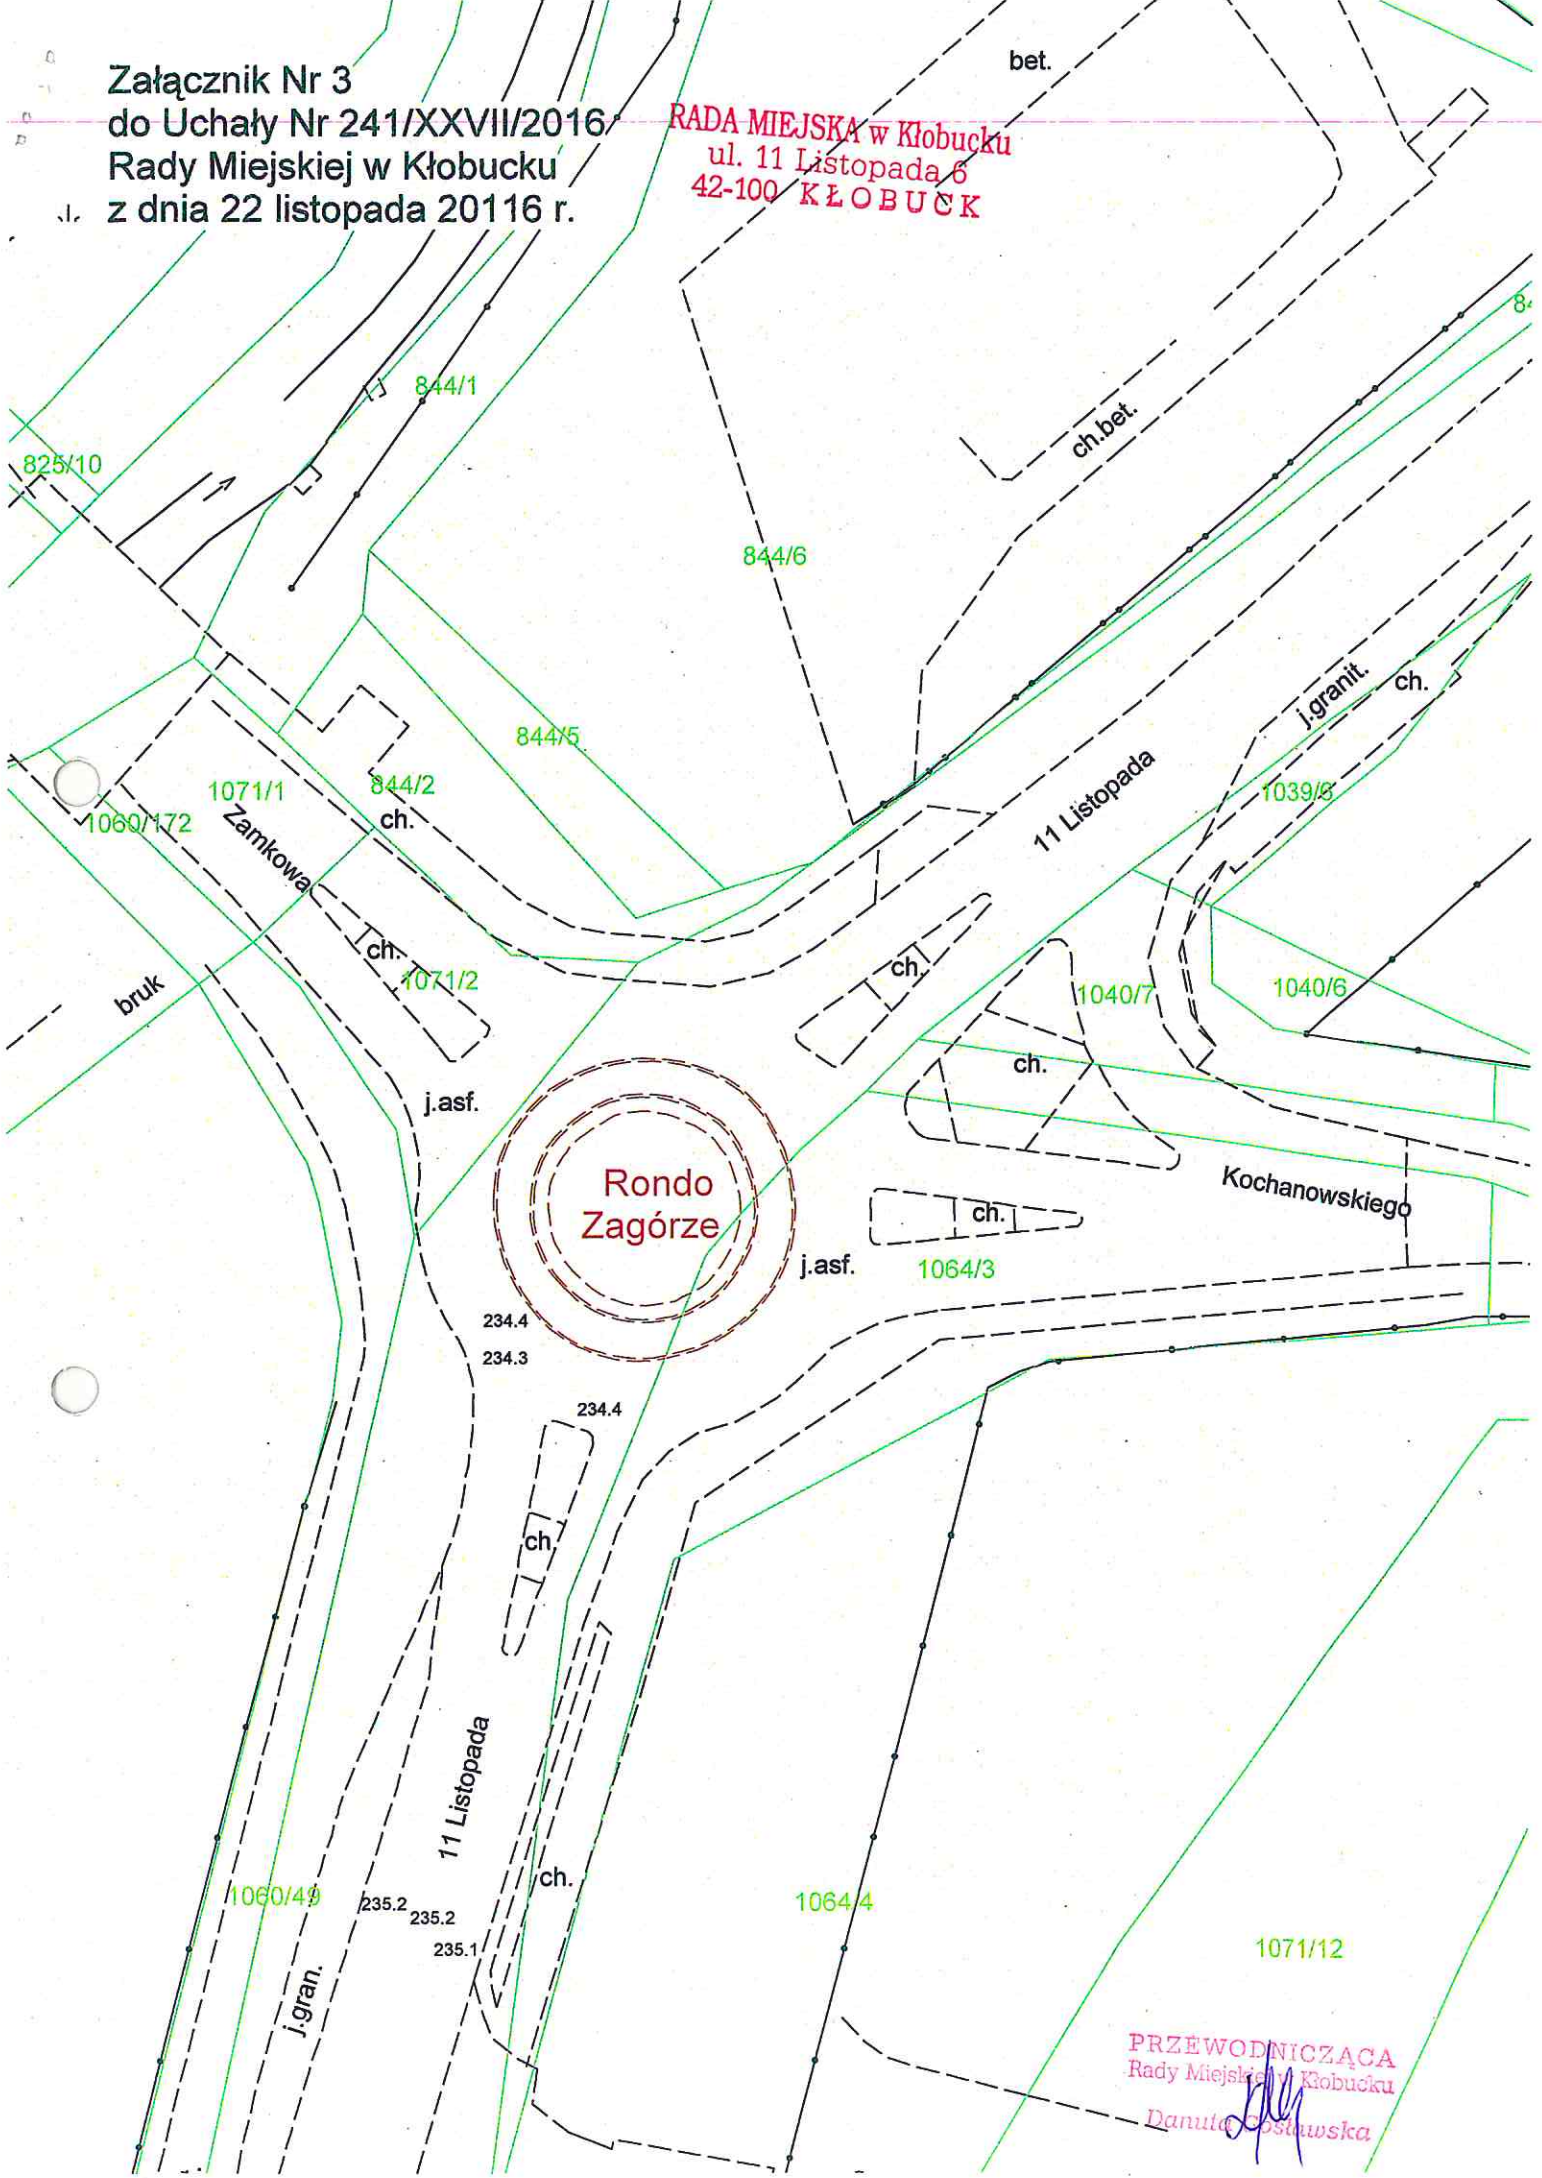 Załącznik Nr 3
do Uchały Nr 241/XXVII/2016
Rady Miejskiej w Kłobucku
z dnia 22 listopada 20116 r.
RADA MIEJSKA w Kłobucku
ul. 11 Listopada 6
42-100 KŁOBUCK
bet.
84
844/1
ch.bet.
825/10
844/6
j.granit.
ch.
844/5
1071/1
844/2
1039/6
11 Listopada
1060/172
Zamkowa
ch.
ch.
1071/2
ch.
bruk
1040/7
1040/6
ch.
j.asf.
Rondo
Zagórze
Kochanowskiego
ch.
j.asf.
1064/3
234.4
234.3
234.4
ch.
11 Listopada
ch.
1060/49
235.2
235.2
235.1
1064/4
1071/12
j.gran.
PRZEWODNICZĄCA
Rady Miejskiej w Kłobucku
Danuta Gosławska